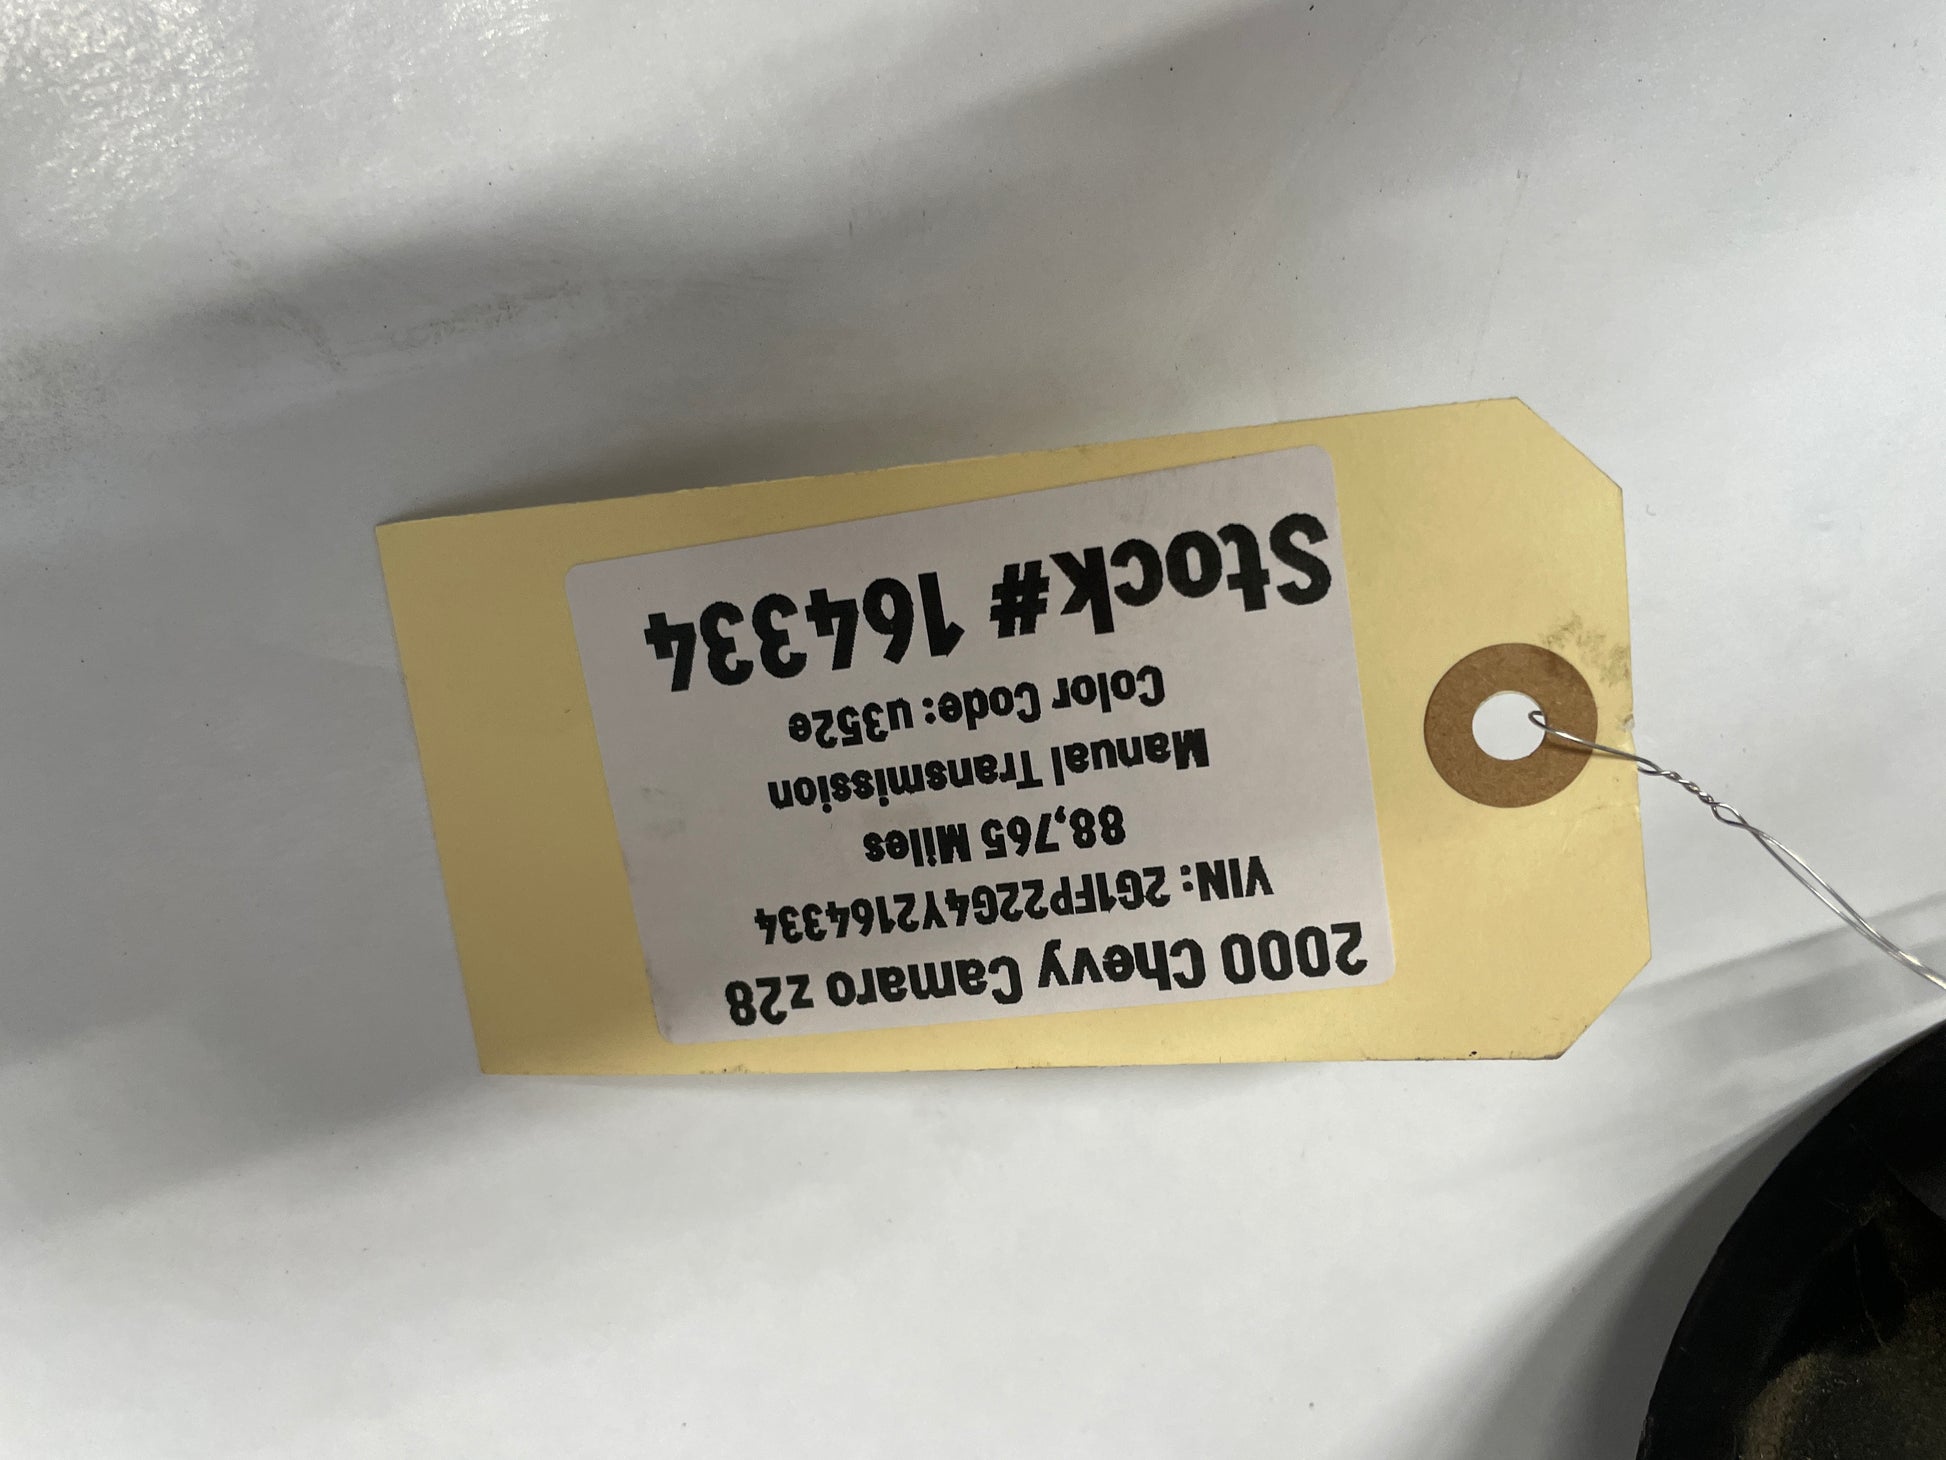 2000 Chevy Camaro z28
VIN: 2G1FP22G4Y2164334
88,765 Miles
Manual Transmission
Color Code: u352e
Stock# 164334